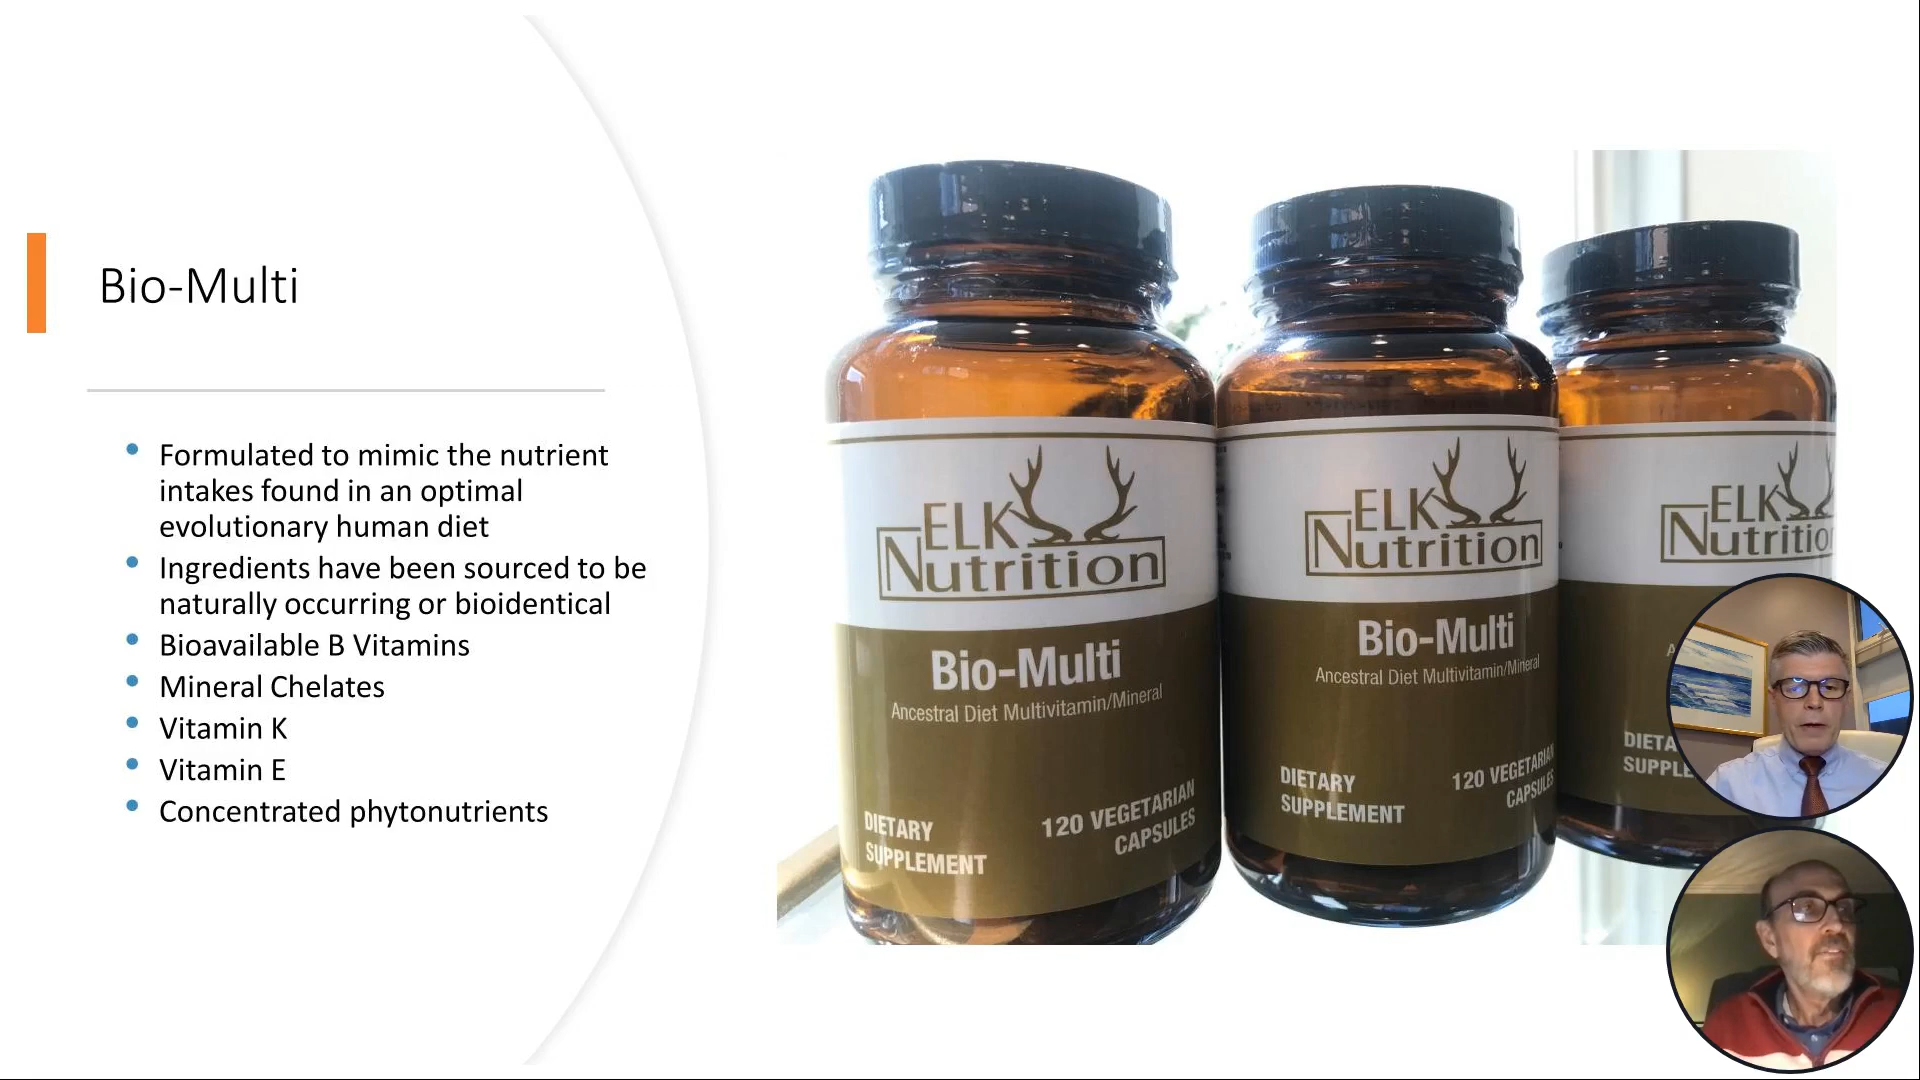 Bio-Multi
Formulated to mimic the nutrient
intakes found in an optimal
evolutionary human diet
Ingredients have been sourced to be
naturally occurring or bioidentical
Bioavailable B Vitamins
Mineral Chelates
Vitamin K
Vitamin E
Concentrated phytonutrients
ELK
Nutrition
Bio-Multi
Ancestral Diet Multivitamin/Mineral
DIETARY
SUPPLEMENT
120 VEGETARIAN
CAPSULES
ELK
Nutrition
Bio-Multi
Ancestral Diet Multivitamin/Mineral
DIETARY
SUPPLEMENT
120 VEGETARIAN
CAPSULES
ELK
Nutrition